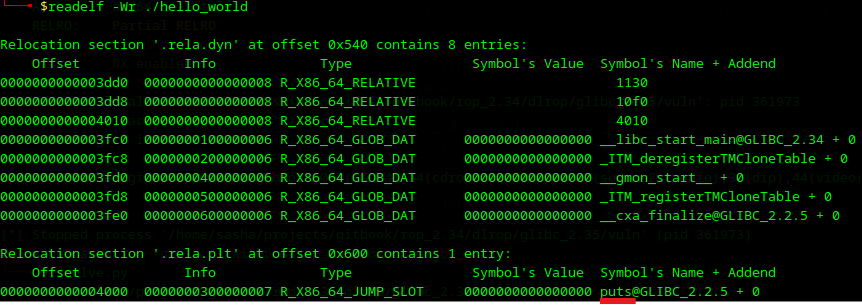 $readelf -Wr ./hello_world
Relocation section '.rela.dyn' at offset 0x540 contains 8 entries:
Offset Info Type Symbol's Value Symbol's Name + Addend
0000000000003dd0 0000000000000008 R_X86_64_RELATIVE 1130
0000000000003dd8 0000000000000008 R_X86_64_RELATIVE 10f0
0000000000004010 0000000000000008 R_X86_64_RELATIVE 4010
0000000000003fc0 0000000100000006 R_X86_64_GLOB_DAT 0000000000000000 __libc_start_main@GLIBC_2.34 + 0
0000000000003fc8 0000000200000006 R_X86_64_GLOB_DAT 0000000000000000 _ITM_deregisterTMCloneTable + 0
0000000000003fd0 0000000400000006 R_X86_64_GLOB_DAT 0000000000000000 __gmon_start__ + 0
0000000000003fd8 0000000500000006 R_X86_64_GLOB_DAT 0000000000000000 _ITM_registerTMCloneTable + 0
0000000000003fe0 0000000600000006 R_X86_64_GLOB_DAT 0000000000000000 __cxa_finalize@GLIBC_2.2.5 + 0
Relocation section '.rela.plt' at offset 0x600 contains 1 entry:
Offset Info Type Symbol's Value Symbol's Name + Addend
0000000000004000 0000000300000007 R_X86_64_JUMP_SLOT 0000000000000000 puts@GLIBC_2.2.5 + 0